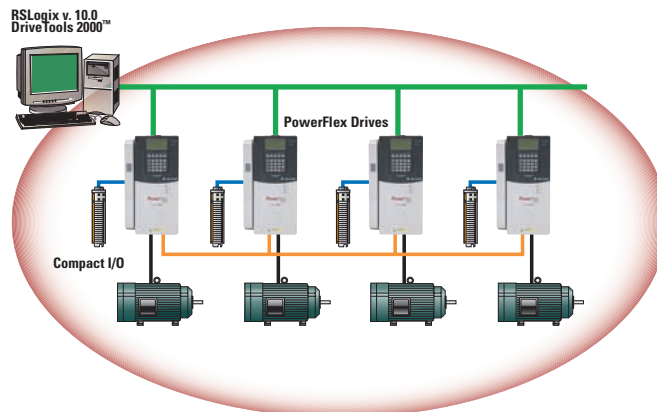 RSLogix v. 10.0
DriveTools 2000™
PowerFlex Drives
Compact I/O